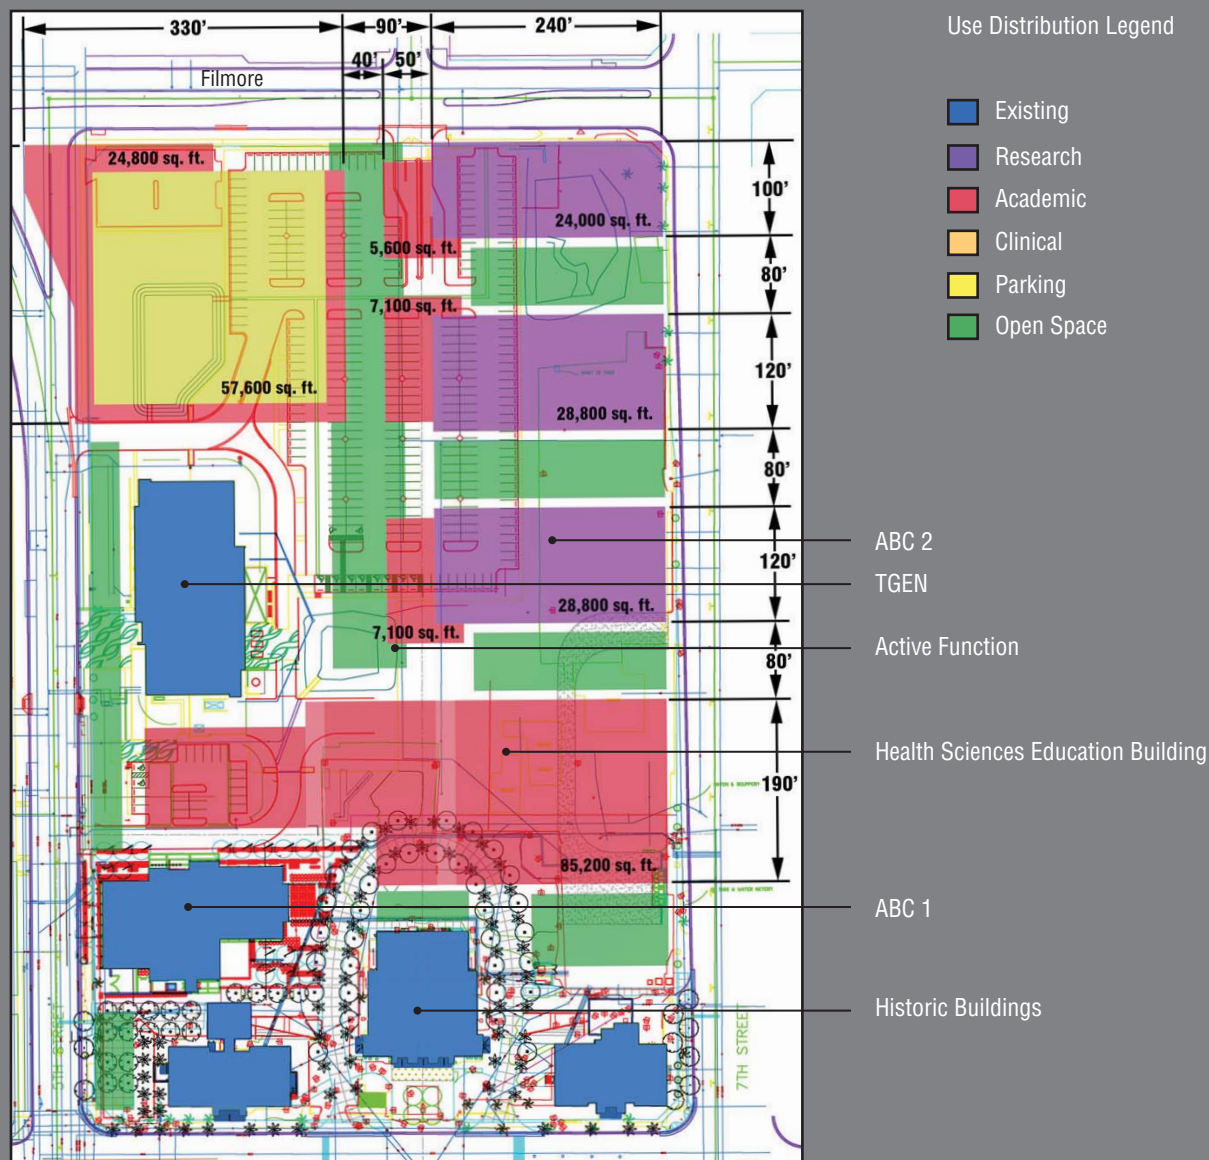 330'
90'
240'
40'
50'
Filmore
24,800 sq. ft.
100'
24,000 sq. ft.
5,600 sq. ft.
80'
7,100 sq. ft.
120'
57,600 sq. ft.
28,800 sq. ft.
80'
120'
28,800 sq. ft.
7,100 sq. ft.
80'
190'
85,200 sq. ft.
7TH STREET
Use Distribution Legend
Existing
Research
Academic
Clinical
Parking
Open Space
ABC 2
TGEN
Active Function
Health Sciences Education Building
ABC 1
Historic Buildings